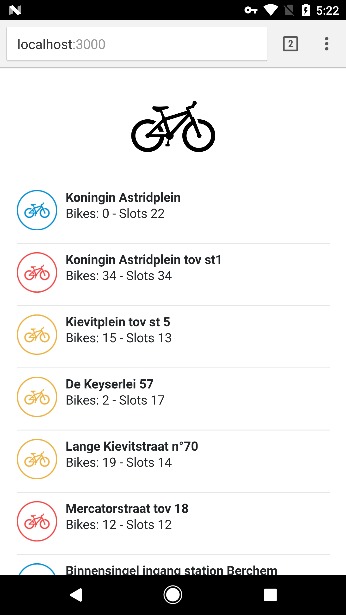 5:22
localhost:3000
2
Koningin Astridplein
Bikes: 0 - Slots 22
Koningin Astridplein tov st1
Bikes: 34 - Slots 34
Kievitplein tov st 5
Bikes: 15 - Slots 13
De Keyserlei 57
Bikes: 2 - Slots 17
Lange Kievitstraat n°70
Bikes: 19 - Slots 14
Mercatorstraat tov 18
Bikes: 12 - Slots 12
Binnensingel ingang station Berchem